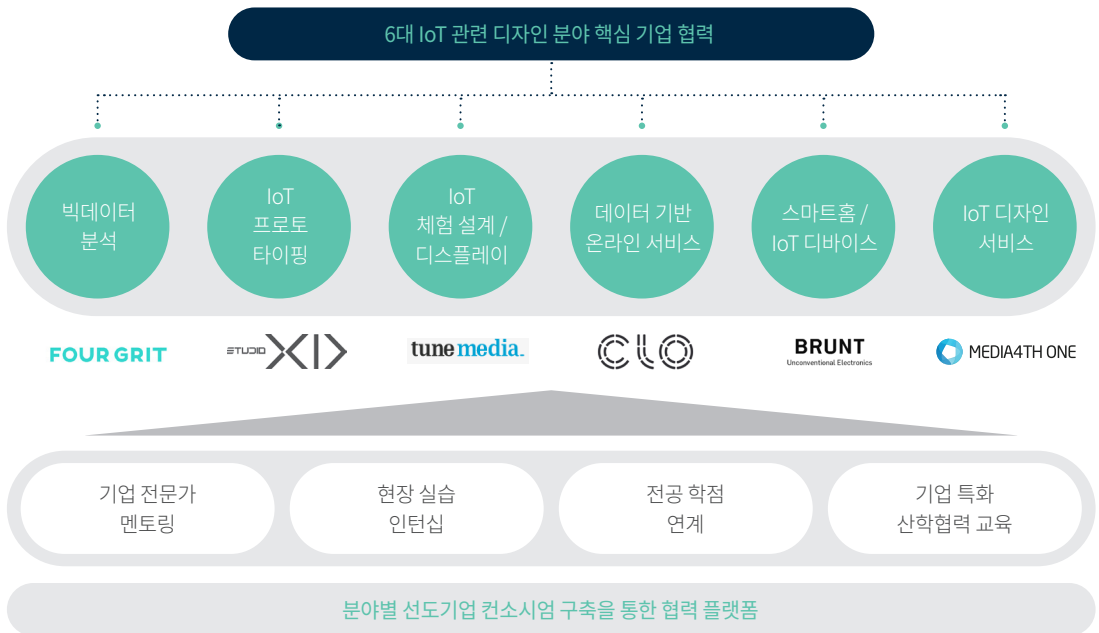 6대 IoT 관련 디자인 분야 핵심 기업 협력
빅데이터
분석
IoT
프로토
타이핑
IoT
체험 설계 /
디스플레이
데이터 기반
온라인 서비스
스마트홈 /
IoT 디바이스
IoT 디자인
서비스
FOUR GRIT
STUDIO XID
tunemedia.
CLO
BRUNT
Unconventional Electronics
MEDIA4TH ONE
기업 전문가
멘토링
현장 실습
인턴십
전공 학점
연계
기업 특화
산학협력 교육
분야별 선도기업 컨소시엄 구축을 통한 협력 플랫폼